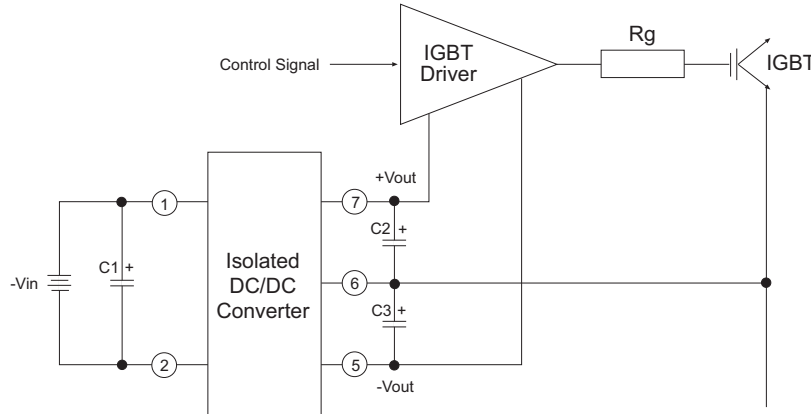 Rg
IGBT
Driver
IGBT
Control Signal
+Vout
1
7
C2 +
Isolated
DC/DC
Converter
C1 +
-Vin
6
C3 +
2
5
-Vout